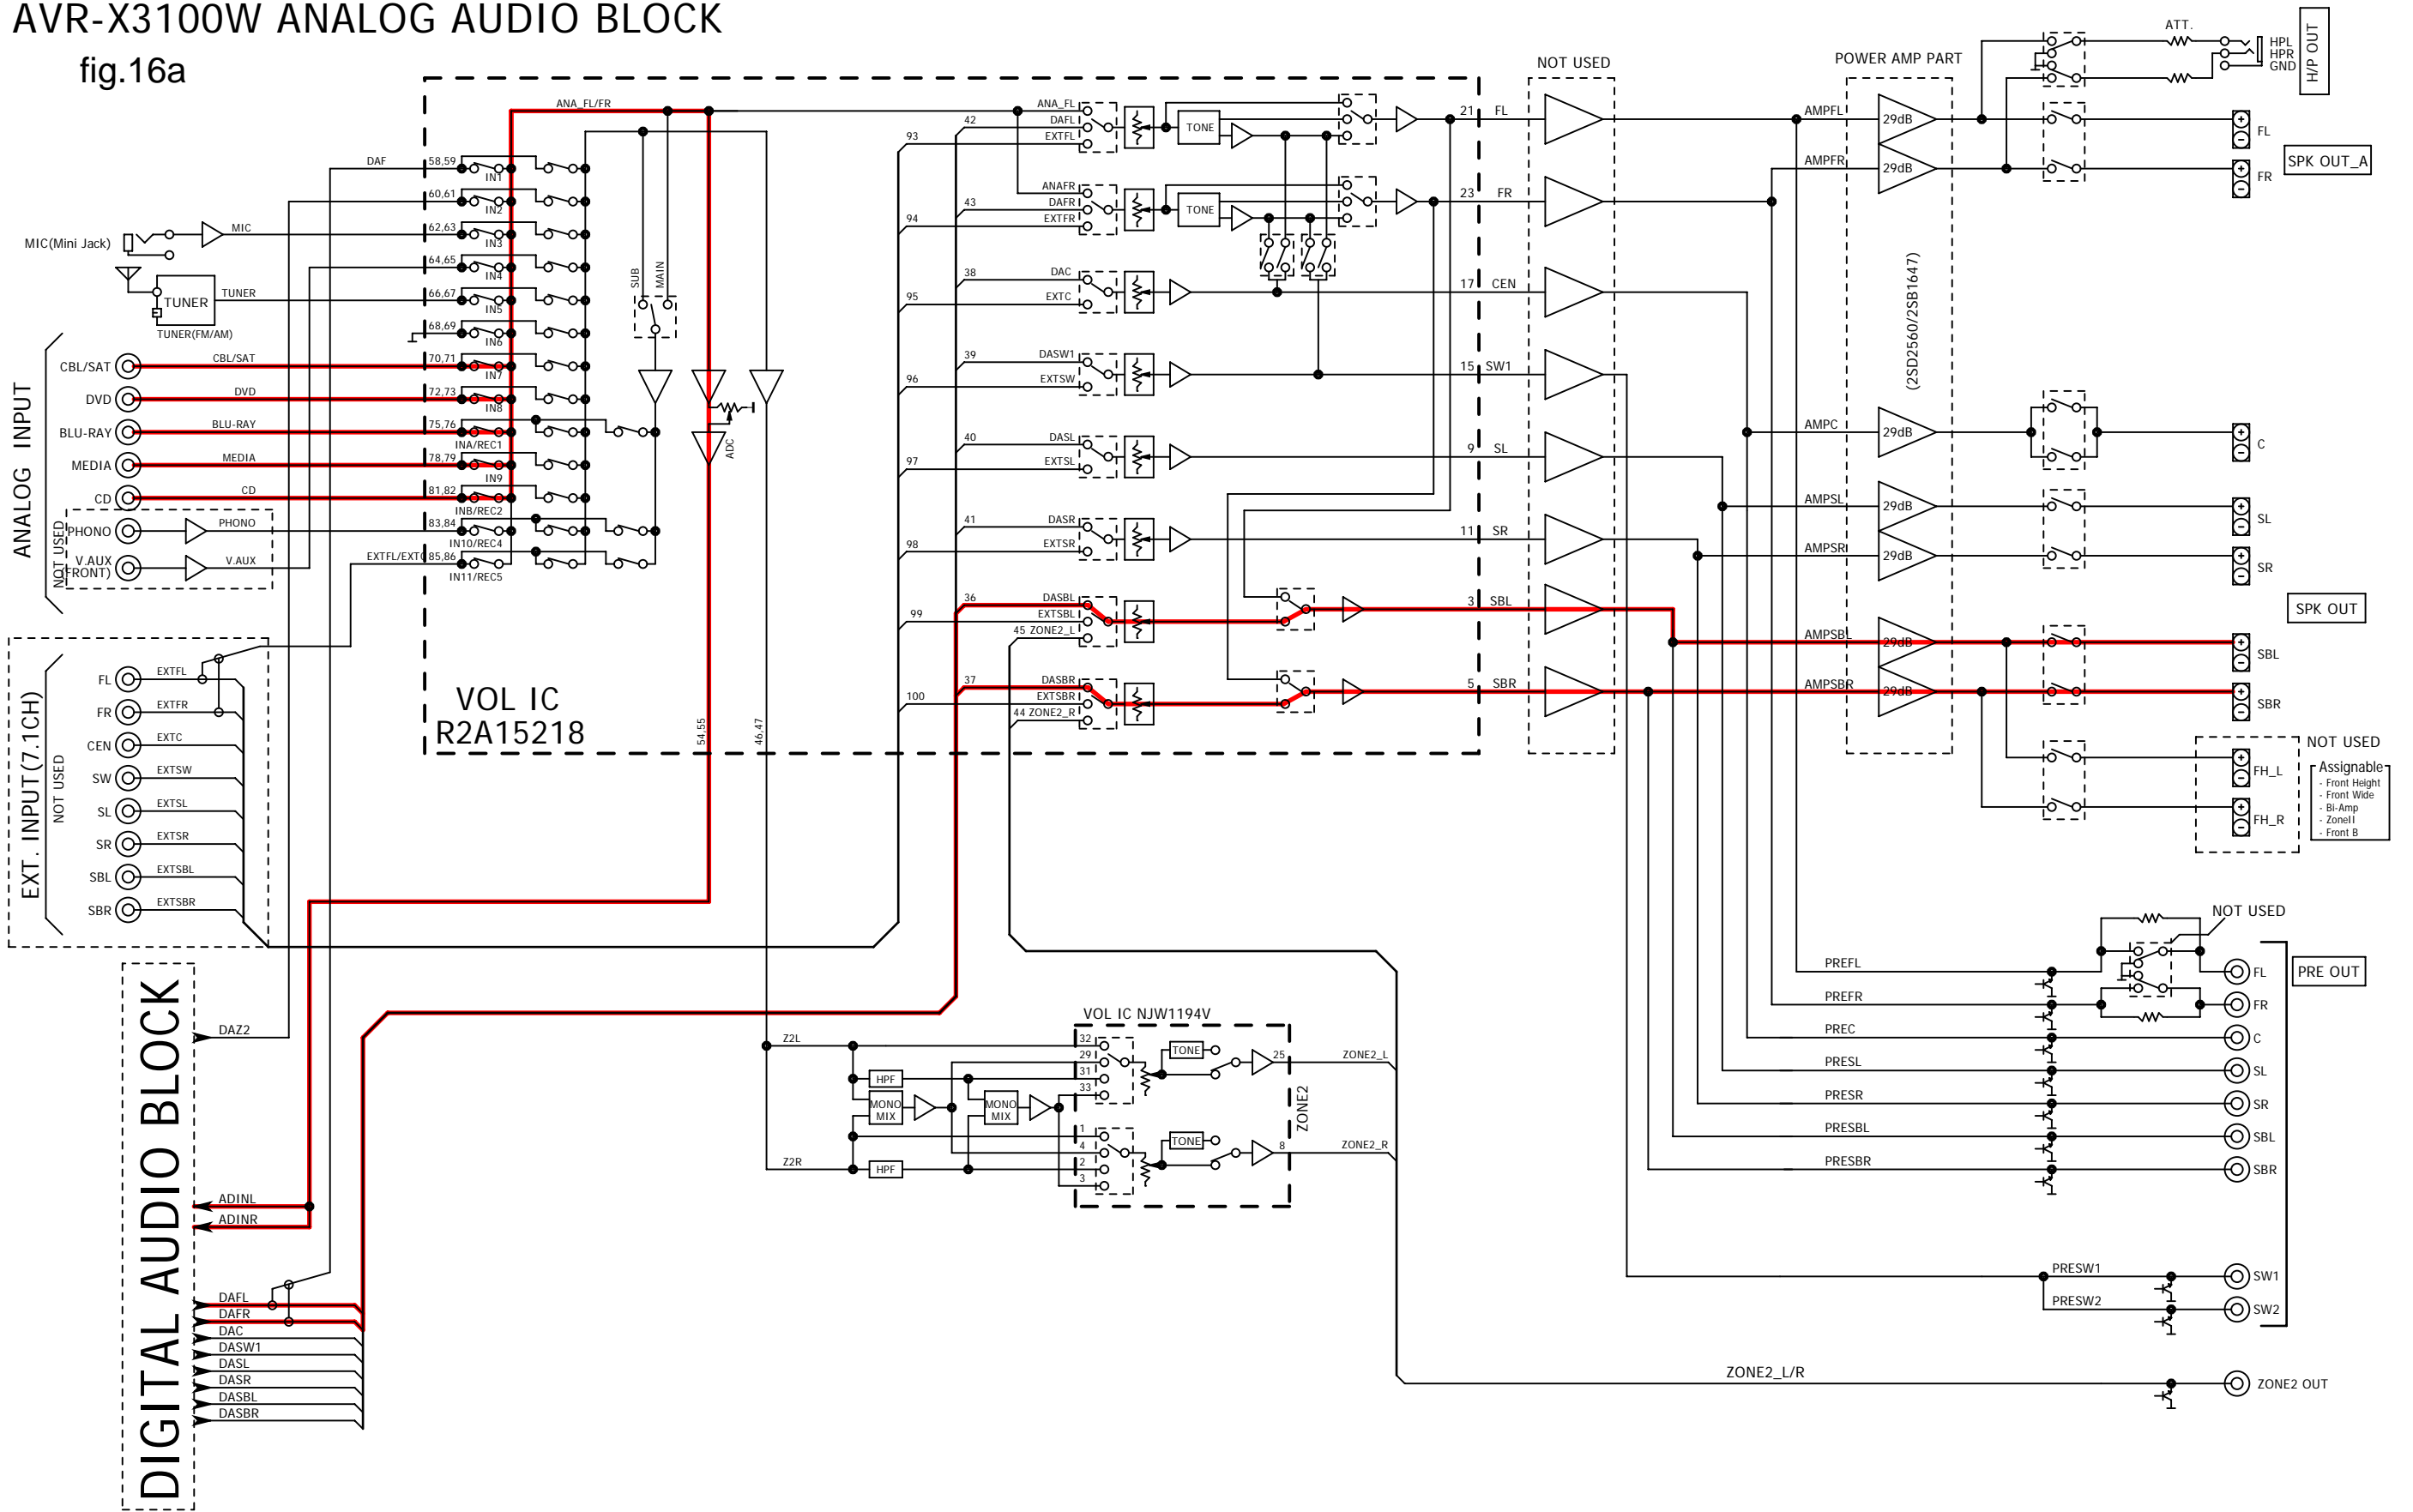 AVR-X3100W ANALOG AUDIO BLOCK
fig.16a
MIC(Mini Jack)
MIC
TUNER
TUNER
TUNER(FM/AM)
DAF
ANALOG INPUT
CBL/SAT
CBL/SAT
DVD
DVD
BLU-RAY
BLU-RAY
MEDIA
MEDIA
CD
CD
NOT USED
PHONO
PHONO
V.AUX
(FRONT)
V.AUX
EXTFL/EXT
EXT. INPUT(7.1CH)
NOT USED
FL
EXTFL
FR
EXTFR
CEN
EXTC
SW
EXTSW
SL
EXTSL
SR
EXTSR
SBL
EXTSBL
SBR
EXTSBR
58,59
IN1
60,61
IN2
62,63
IN3
64,65
IN4
66,67
IN5
68,69
IN6
70,71
IN7
72,73
IN8
75,76
INA/REC1
78,79
IN9
81,82
INB/REC2
83,84
IN10/REC4
85,86
IN11/REC5
ANA_FL/FR
SUB
MAIN
ADC
54,55
46,47
VOL IC
R2A15218
93
42
ANA_FL
DAFL
EXTFL
TONE
21
FL
94
43
ANAFR
DAFR
EXTFR
TONE
23
FR
95
38
DAC
EXTC
17
CEN
96
39
DASW1
EXTSW
15
SW1
97
40
DASL
EXTSL
9
SL
98
41
DASR
EXTSR
11
SR
99
36
DASBL
EXTSBL
45 ZONE2_L
3
SBL
100
37
DASBR
EXTSBR
44 ZONE2_R
5
SBR
NOT USED
POWER AMP PART
(2SD2560/2SB1647)
AMPFL
29dB
AMPFR
29dB
AMPC
29dB
AMPSL
29dB
AMPSR
29dB
AMPSBL
29dB
AMPSBR
29dB
ATT.
HPL
HPR
GND
H/P OUT
FL
FR
SPK OUT_A
C
SL
SR
SPK OUT
SBL
SBR
NOT USED
FH_L
FH_R
Assignable
- Front Height
- Front Wide
- Bi-Amp
- ZoneII
- Front B
NOT USED
PRE OUT
PREFL
FL
PREFR
FR
PREC
C
PRESL
SL
PRESR
SR
PRESBL
SBL
PRESBR
SBR
PRESW1
SW1
PRESW2
SW2
ZONE2_L/R
ZONE2 OUT
VOL IC NJW1194V
Z2L
Z2R
HPF
MONO
MIX
MONO
MIX
HPF
32
29
31
33
TONE
25
ZONE2_L
1
4
2
3
TONE
8
ZONE2_R
ZONE2
DIGITAL AUDIO BLOCK
DAZ2
ADINL
ADINR
DAFL
DAFR
DAC
DASW1
DASL
DASR
DASBL
DASBR